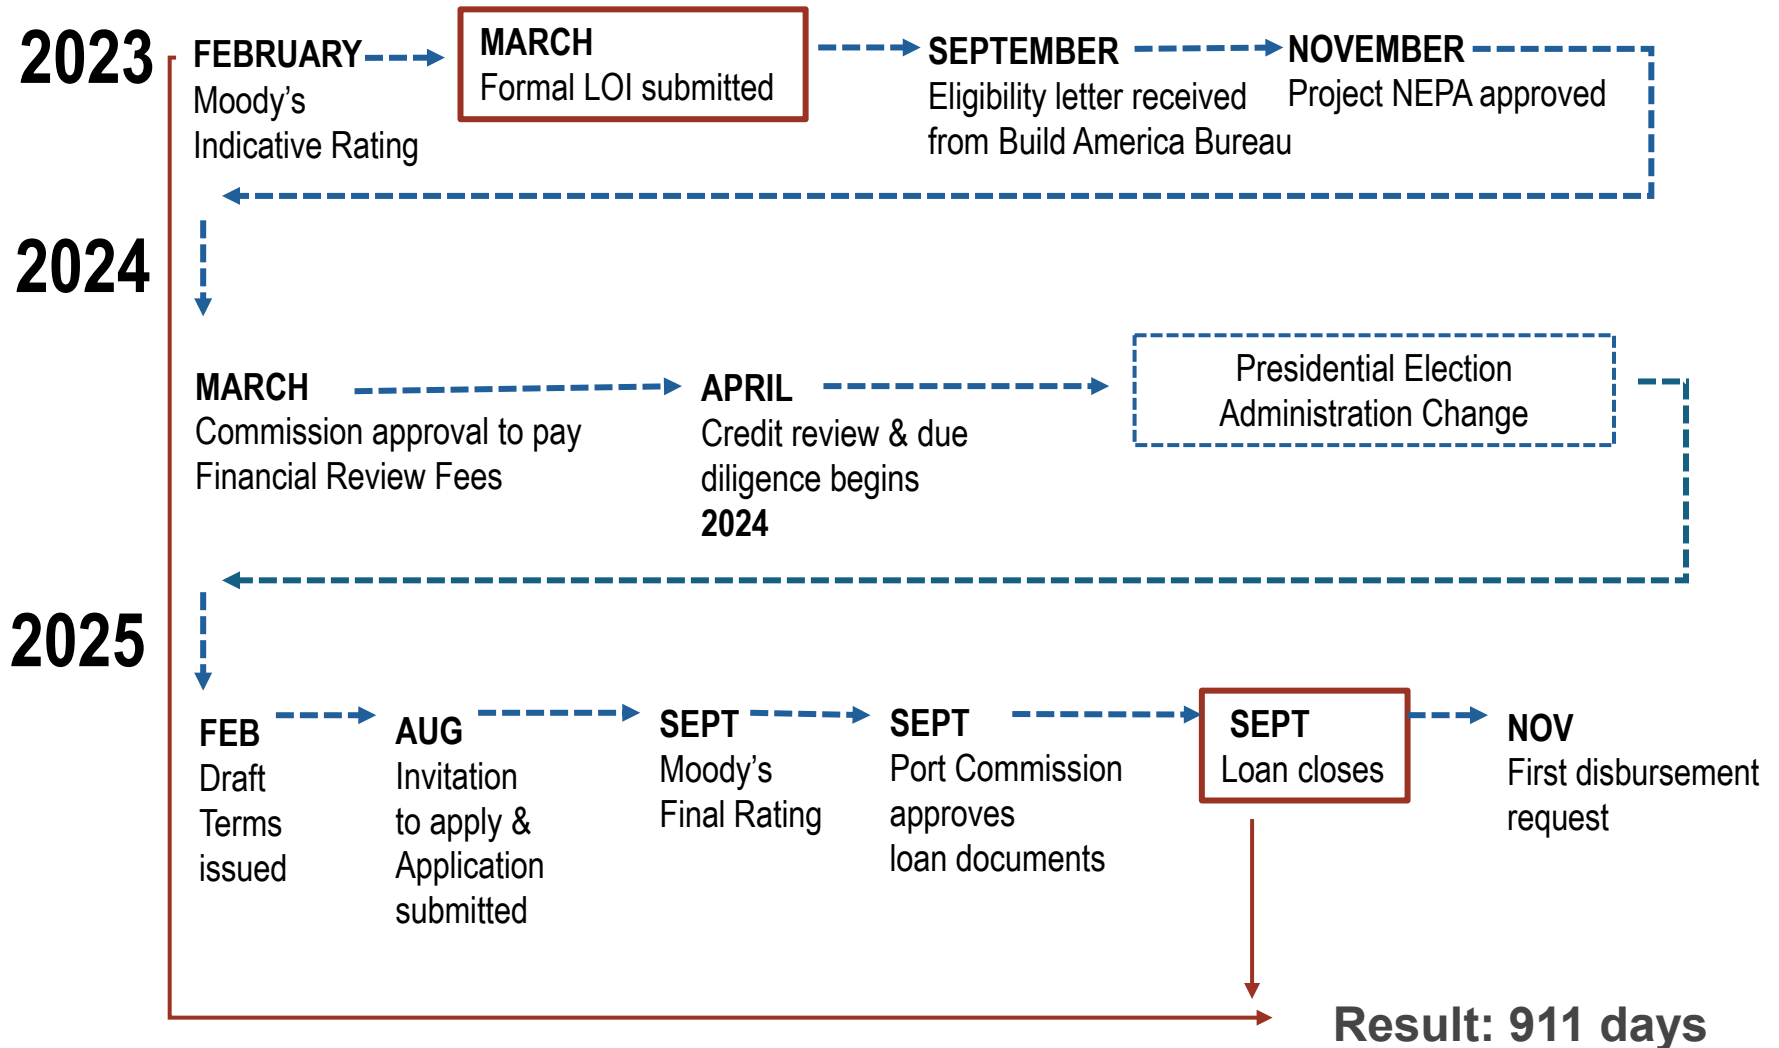 2023
FEBRUARY
Moody's
Indicative Rating
MARCH
Formal LOI submitted
SEPTEMBER
Eligibility letter received
from Build America Bureau
NOVEMBER
Project NEPA approved
2024
MARCH
Commission approval to pay
Financial Review Fees
APRIL
Credit review & due
diligence begins
2024
Presidential Election
Administration Change
2025
FEB
Draft
Terms
issued
AUG
Invitation
to apply &
Application
submitted
SEPT
Moody's
Final Rating
SEPT
Port Commission
approves
loan documents
SEPT
Loan closes
NOV
First disbursement
request
Result: 911 days